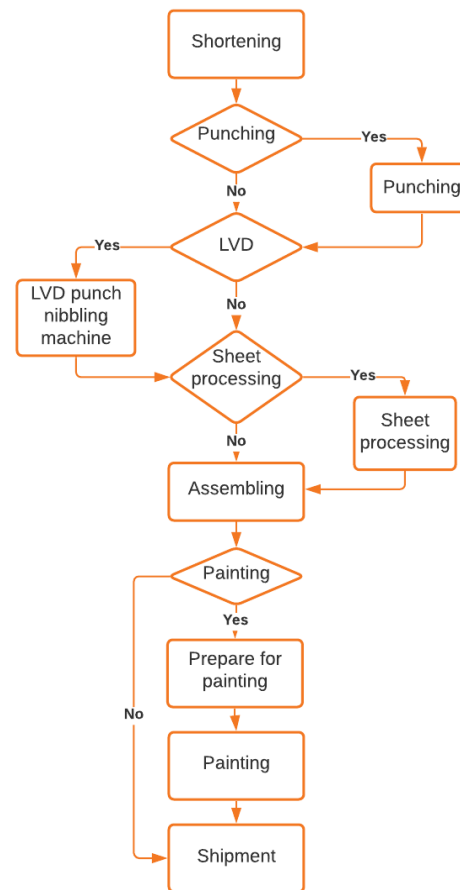 Shortening
Punching
Yes
Punching
No
LVD
Yes
LVD punch
nibbling
machine
No
Sheet
processing
Yes
Sheet
processing
No
Assembling
Painting
Yes
Prepare for
painting
No
Painting
Shipment